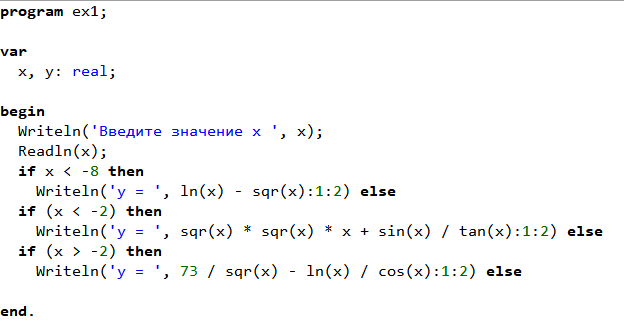 program ex1;
var
x, y: real;
begin
Writeln('Введите значение x ', x);
Readln(x);
if x < -8 then
Writeln('y = ', ln(x) - sqr(x):1:2) else
if (x < -2) then
Writeln('y = ', sqr(x) * sqr(x) * x + sin(x) / tan(x):1:2) else
if (x > -2) then
Writeln('y = ', 73 / sqr(x) - ln(x) / cos(x):1:2) else
end.